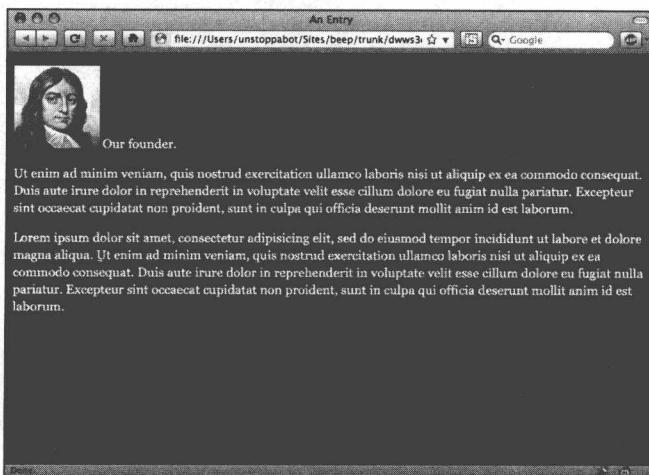 An Entry
file:///Users/unstoppabot/Sites/beep/trunk/dwws3
Google
Our founder.
Ut enim ad minim veniam, quis nostrud exercitation ullamco laboris nisi ut aliquip ex ea commodo consequat.
Duis aute irure dolor in reprehenderit in voluptate velit esse cillum dolore eu fugiat nulla pariatur. Excepteur
sint occaecat cupidatat non proident, sunt in culpa qui officia deserunt mollit anim id est laborum.
Lorem ipsum dolor sit amet, consectetur adipisicing elit, sed do eiusmod tempor incididunt ut labore et dolore
magna aliqua. Ut enim ad minim veniam, quis nostrud exercitation ullamco laboris nisi ut aliquip ex ea
commodo consequat. Duis aute irure dolor in reprehenderit in voluptate velit esse cillum dolore eu fugiat nulla
pariatur. Excepteur sint occaecat cupidatat non proident, sunt in culpa qui officia deserunt mollit anim id est
laborum.
Done